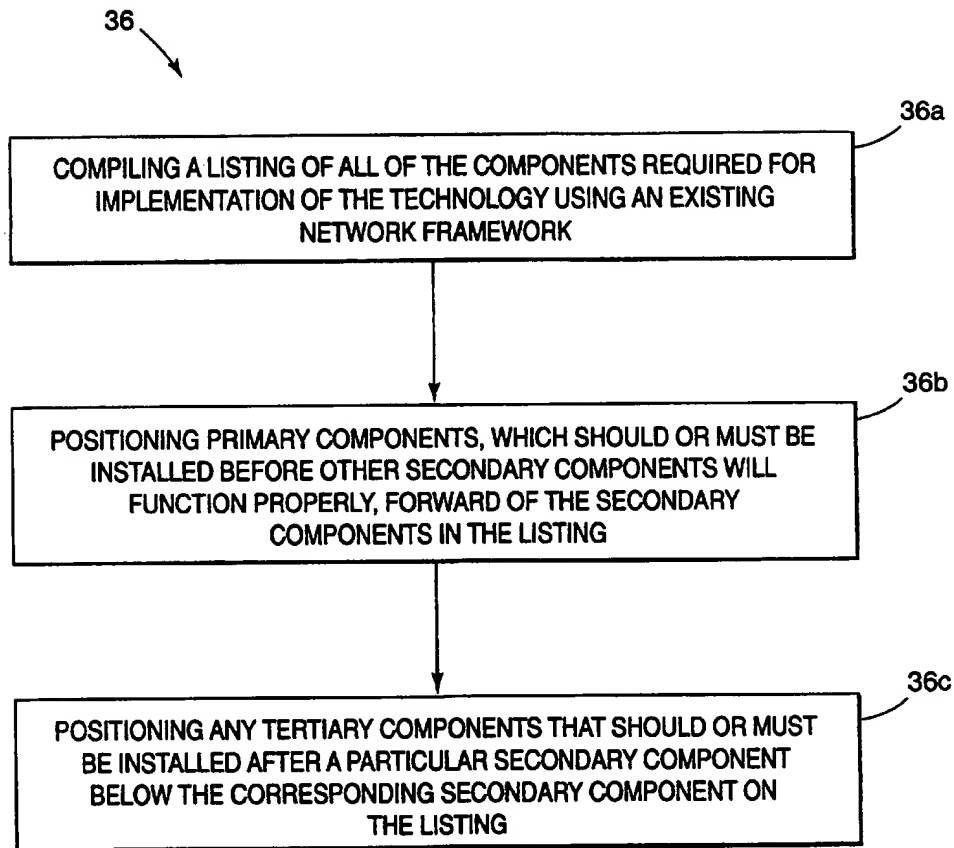 36
36a
COMPILING A LISTING OF ALL OF THE COMPONENTS REQUIRED FOR
IMPLEMENTATION OF THE TECHNOLOGY USING AN EXISTING
NETWORK FRAMEWORK
36b
POSITIONING PRIMARY COMPONENTS, WHICH SHOULD OR MUST BE
INSTALLED BEFORE OTHER SECONDARY COMPONENTS WILL
FUNCTION PROPERLY, FORWARD OF THE SECONDARY
COMPONENTS IN THE LISTING
36c
POSITIONING ANY TERTIARY COMPONENTS THAT SHOULD OR MUST
BE INSTALLED AFTER A PARTICULAR SECONDARY COMPONENT
BELOW THE CORRESPONDING SECONDARY COMPONENT ON
THE LISTING